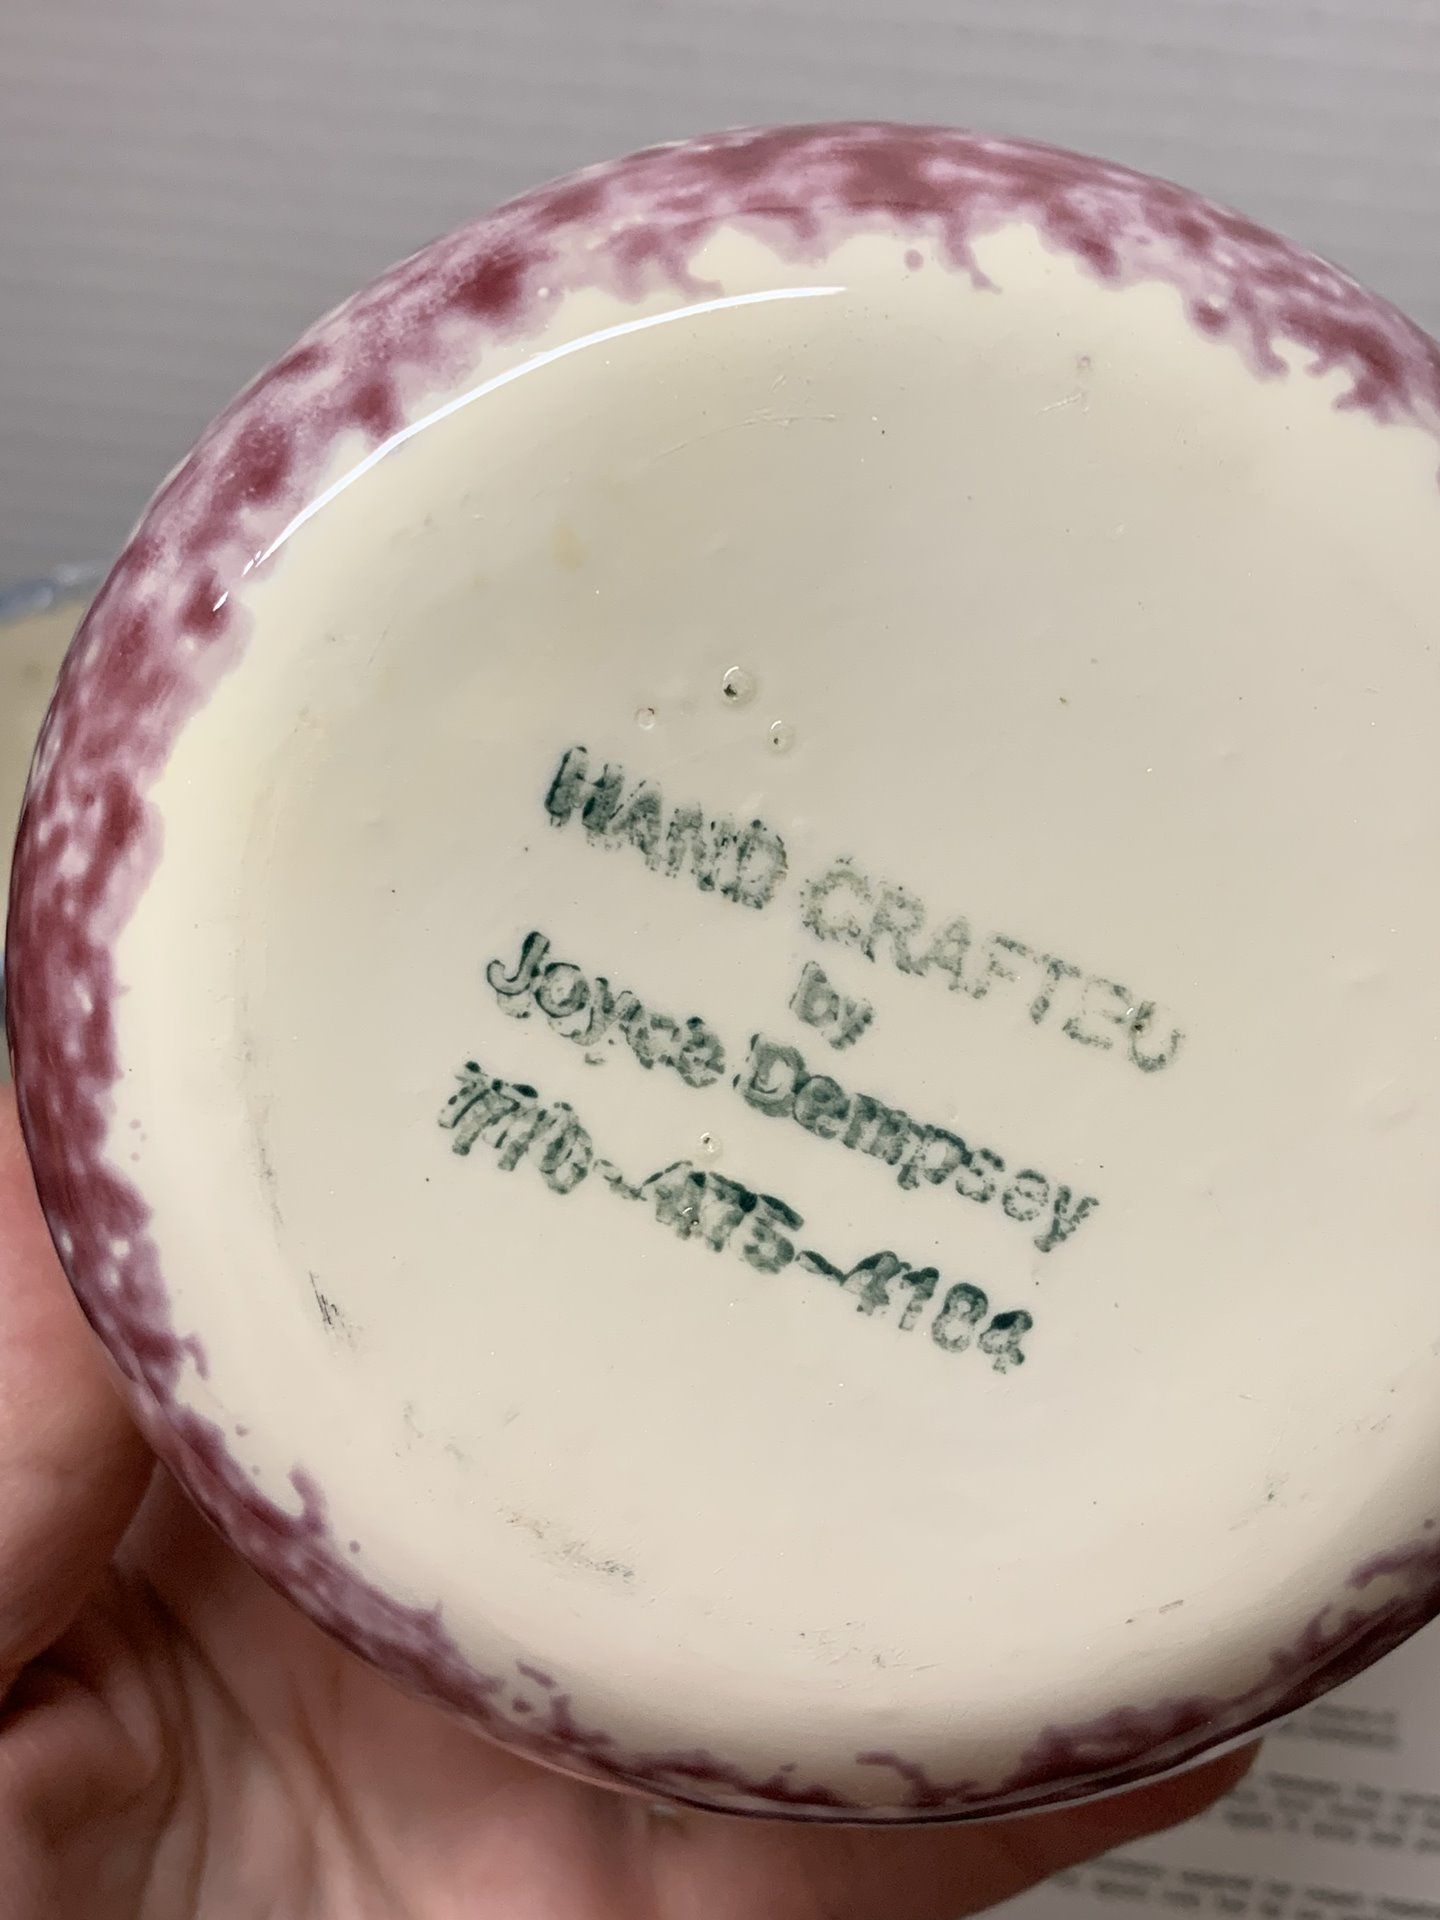 HAND CRAFTED
by
Joyce Dempsey
770-475-4184